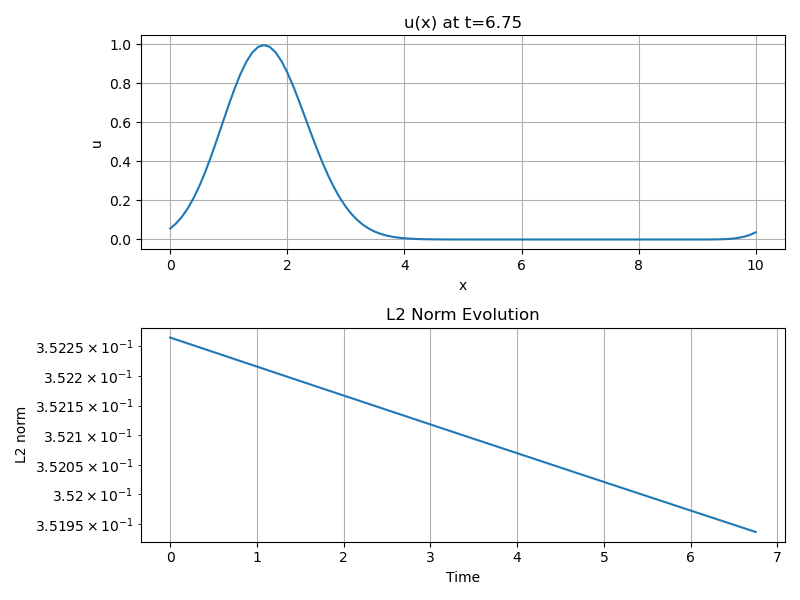 u(x) at t=6.75
1.0
0.8
0.6
0.4
0.2
0.0
u
0 2 4 6 8 10
x
L2 Norm Evolution
3.5225 × 10⁻¹
3.522 × 10⁻¹
3.5215 × 10⁻¹
3.521 × 10⁻¹
3.5205 × 10⁻¹
3.52 × 10⁻¹
3.5195 × 10⁻¹
L2 norm
0 1 2 3 4 5 6 7
Time